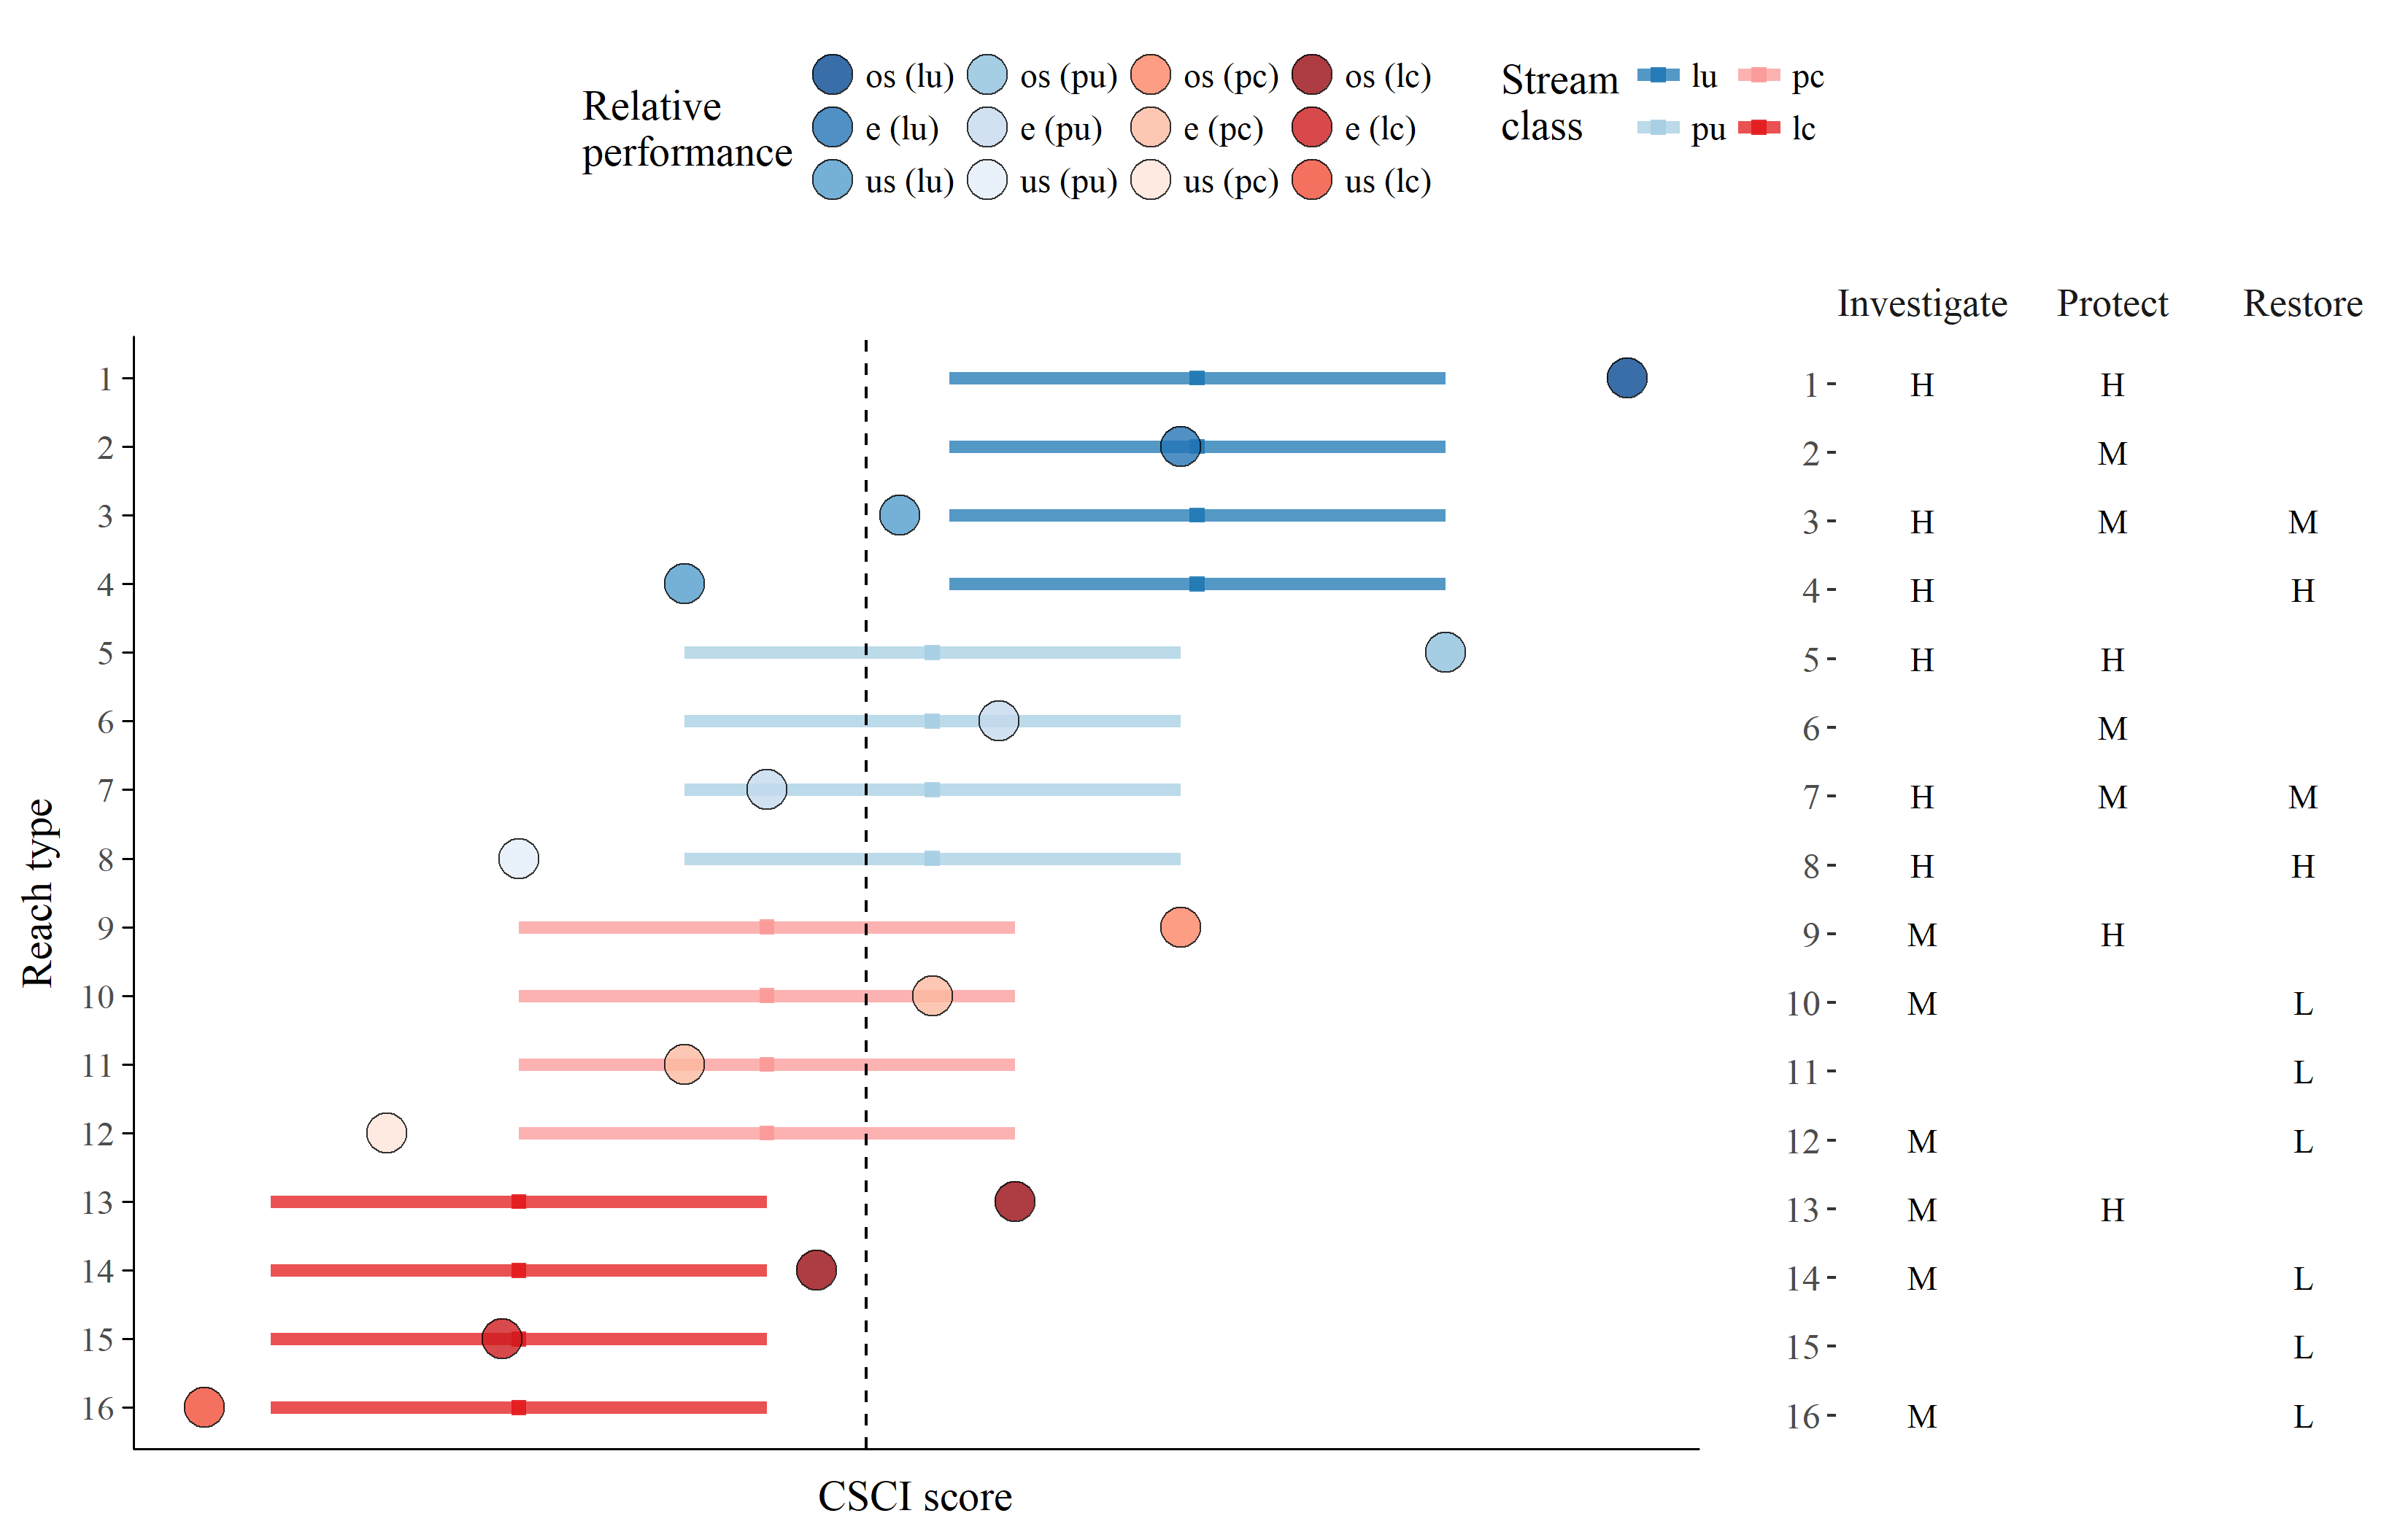 Relative
performance
os (lu) os (pu) os (pc) os (lc)
e (lu) e (pu) e (pc) e (lc)
us (lu) us (pu) us (pc) us (lc)
Stream
class
lu pc
pu lc
Investigate Protect Restore
Reach type
1 1 H H
2 2 M
3 3 H M M
4 4 H H
5 5 H H
6 6 M
7 7 H M M
8 8 H H
9 9 M H
10 10 M L
11 11 L
12 12 M L
13 13 M H
14 14 M L
15 15 L
16 16 M L
CSCI score